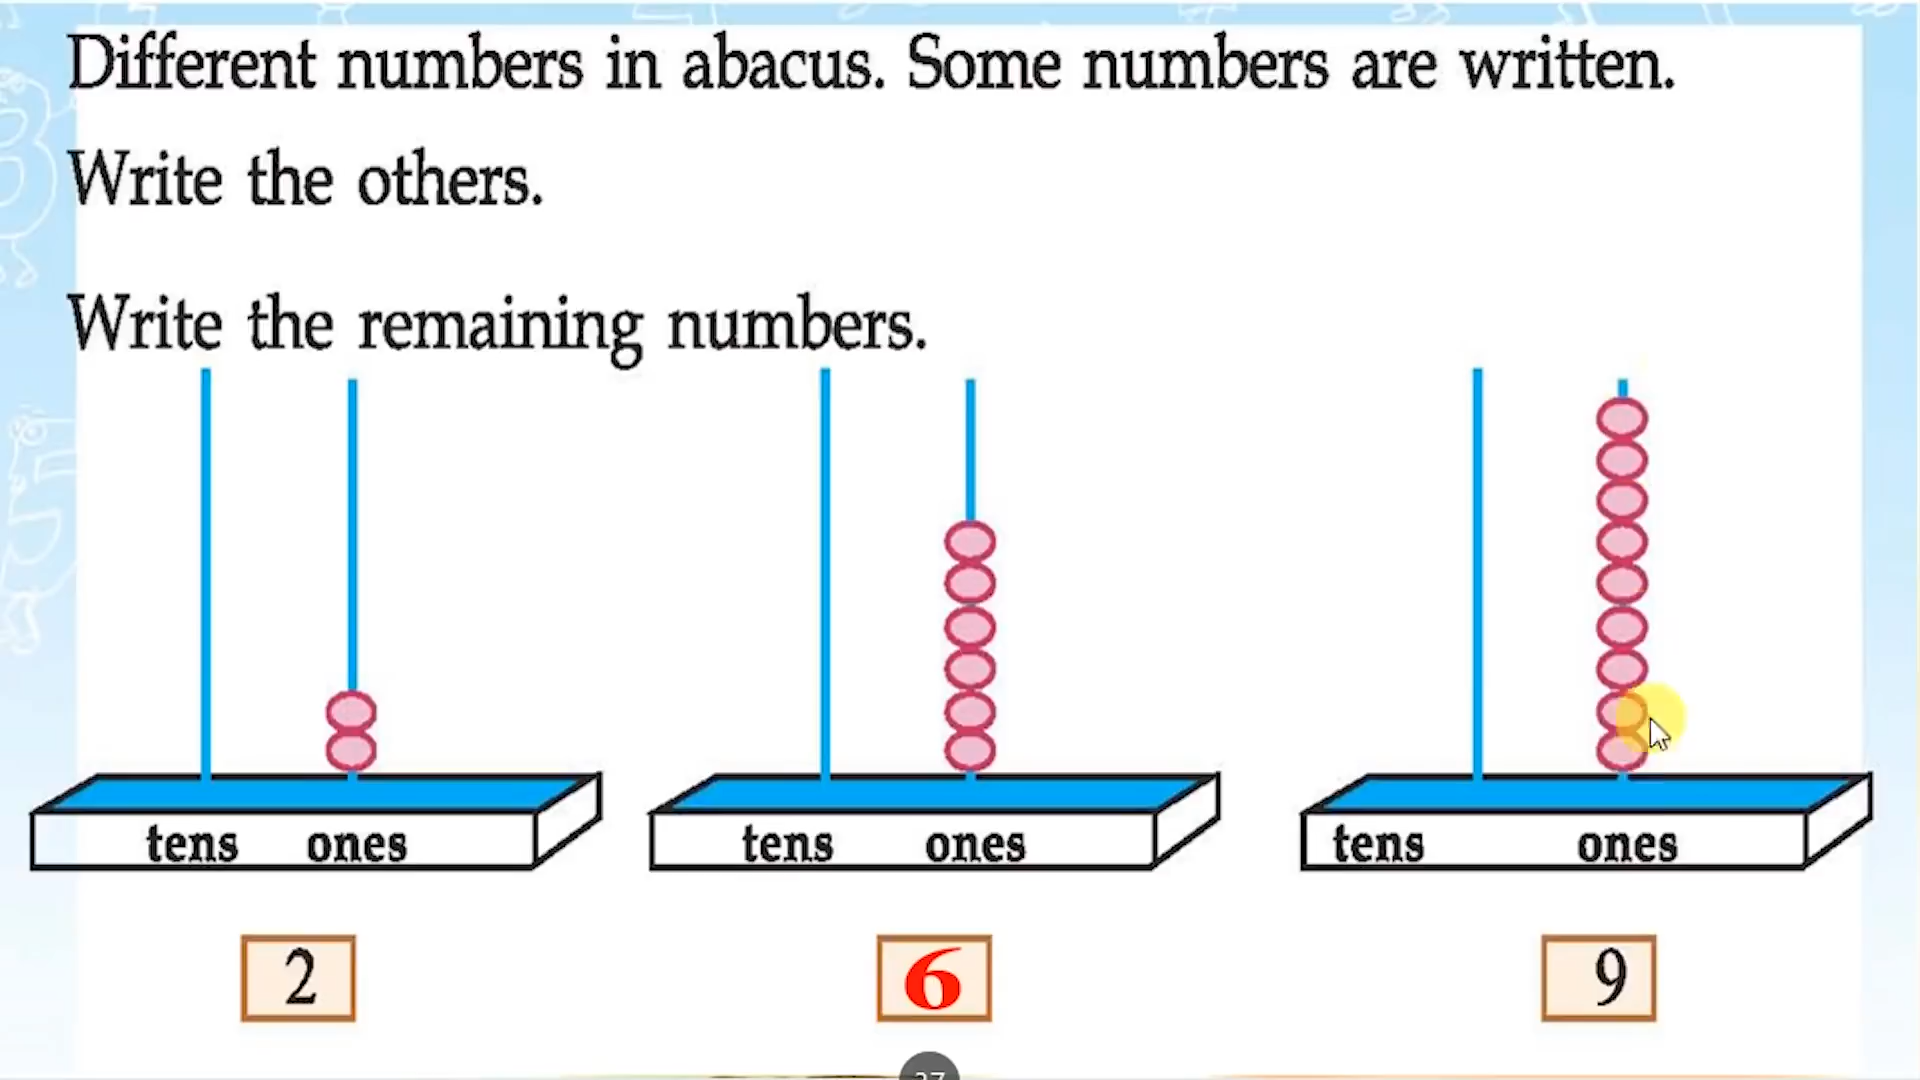 Different numbers in abacus. Some numbers are written.
Write the others.
Write the remaining numbers.
tens ones
tens ones
tens ones
2
6
9